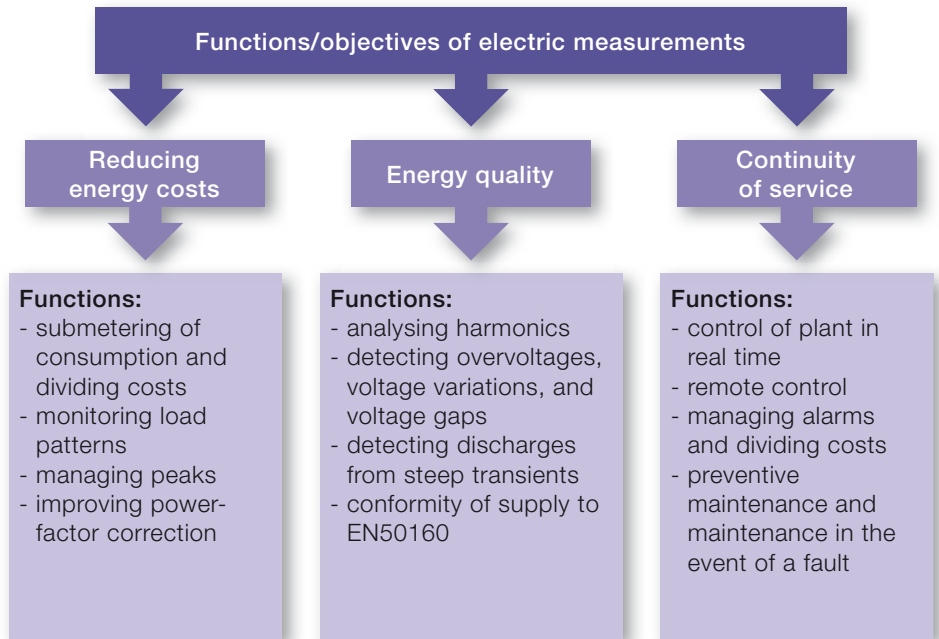 Functions/objectives of electric measurements
Reducing
energy costs
Energy quality
Continuity
of service
Functions:
- submetering of
consumption and
dividing costs
- monitoring load
patterns
- managing peaks
- improving power-
factor correction
Functions:
- analysing harmonics
- detecting overvoltages,
voltage variations, and
voltage gaps
- detecting discharges
from steep transients
- conformity of supply to
EN50160
Functions:
- control of plant in
real time
- remote control
- managing alarms
and dividing costs
- preventive
maintenance and
maintenance in the
event of a fault